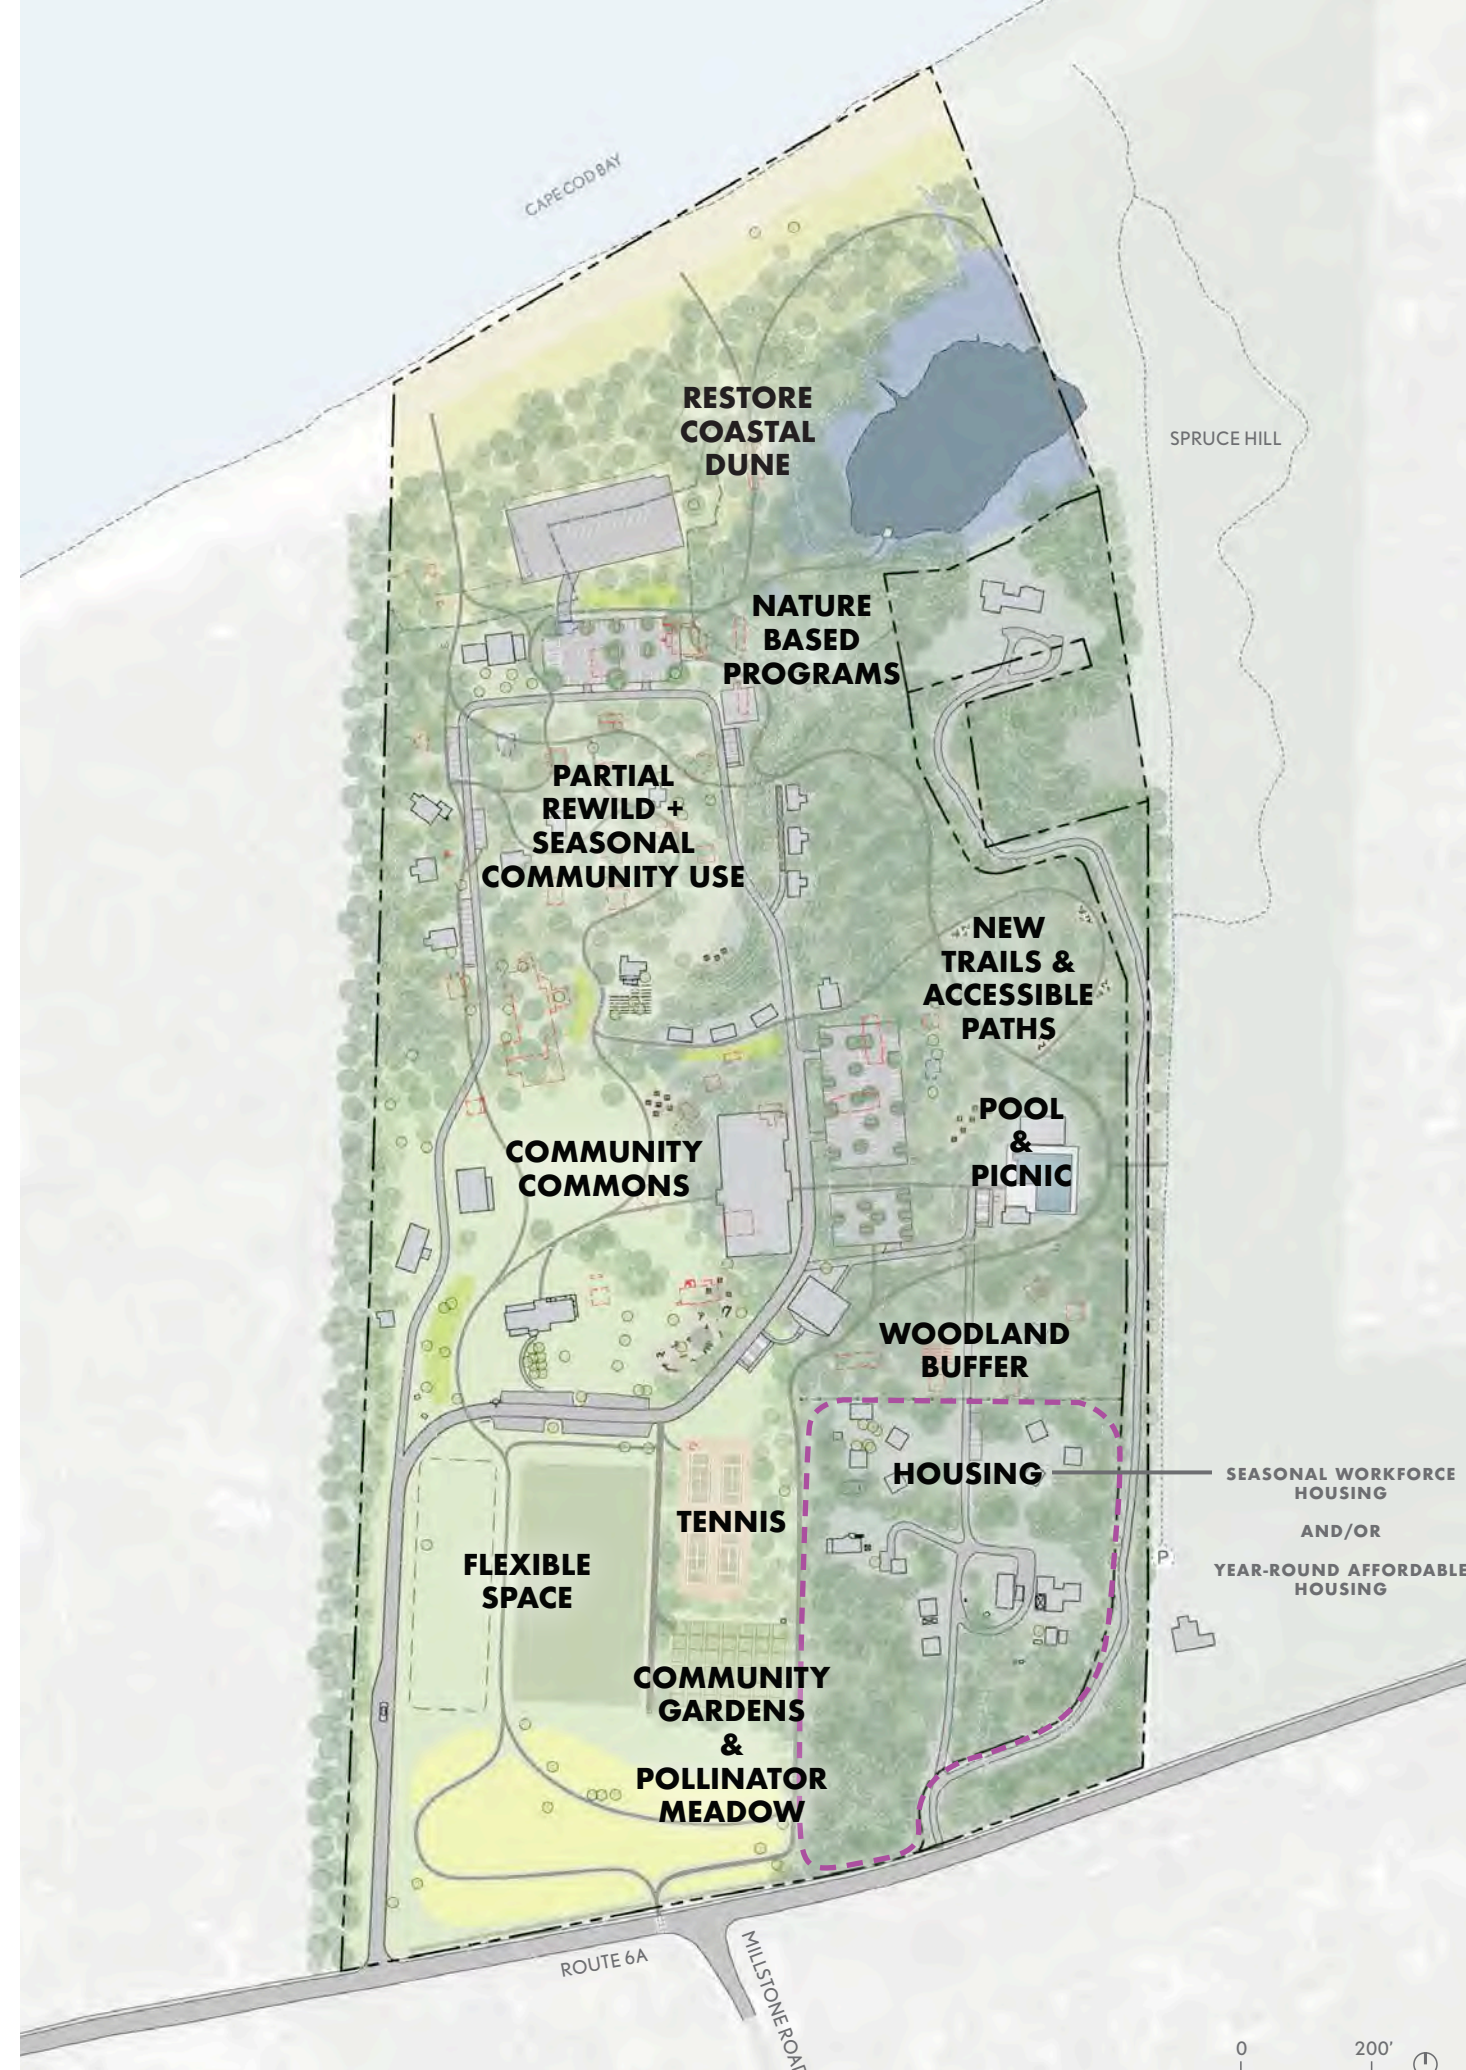 CAPE COD BAY
RESTORE
COASTAL
DUNE
SPRUCE HILL
NATURE
BASED
PROGRAMS
PARTIAL
REWILD +
SEASONAL
COMMUNITY USE
NEW
TRAILS &
ACCESSIBLE
PATHS
POOL
&
PICNIC
COMMUNITY
COMMONS
WOODLAND
BUFFER
HOUSING
SEASONAL WORKFORCE
HOUSING
AND/OR
YEAR-ROUND AFFORDABLE
HOUSING
TENNIS
FLEXIBLE
SPACE
P
COMMUNITY
GARDENS
&
POLLINATOR
MEADOW
ROUTE 6A
MILLSTONE ROAD
0 200'